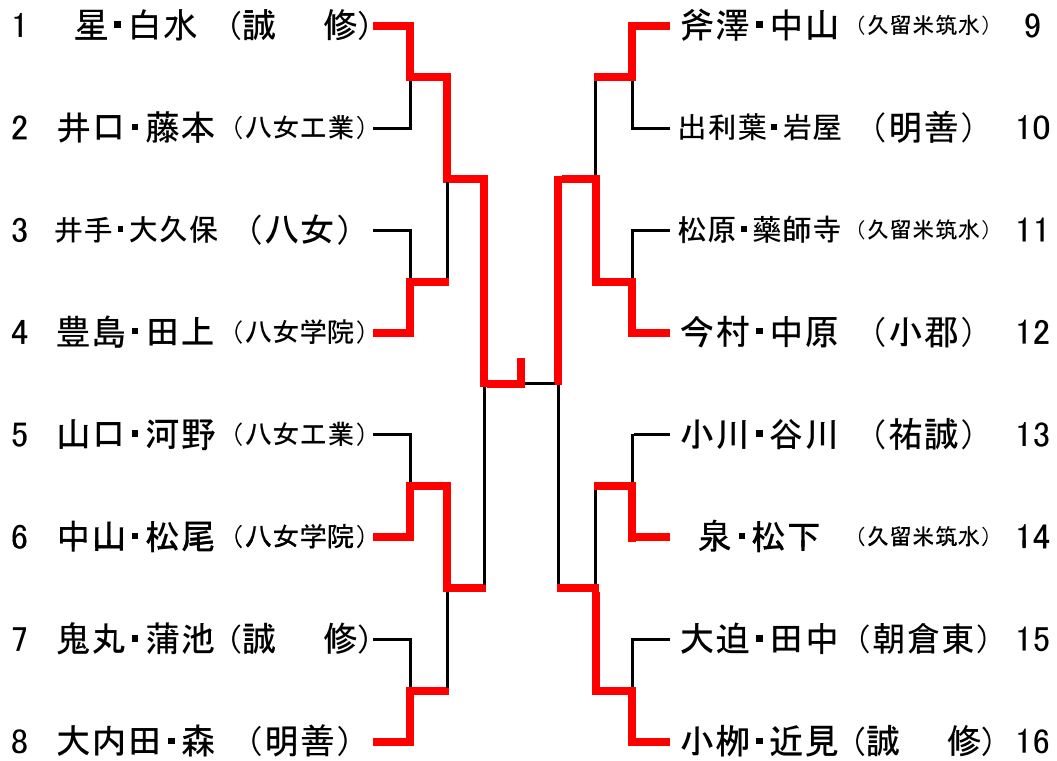 1 星・白水 (誠 修)
2 井口・藤本 (八女工業)
3 井手・大久保 (八女)
4 豊島・田上 (八女学院)
5 山口・河野 (八女工業)
6 中山・松尾 (八女学院)
7 鬼丸・蒲池 (誠 修)
8 大内田・森 (明善)
斧澤・中山 (久留米筑水) 9
出利葉・岩屋 (明善) 10
松原・藥師寺 (久留米筑水) 11
今村・中原 (小郡) 12
小川・谷川 (祐誠) 13
泉・松下 (久留米筑水) 14
大迫・田中 (朝倉東) 15
小栁・近見 (誠 修) 16